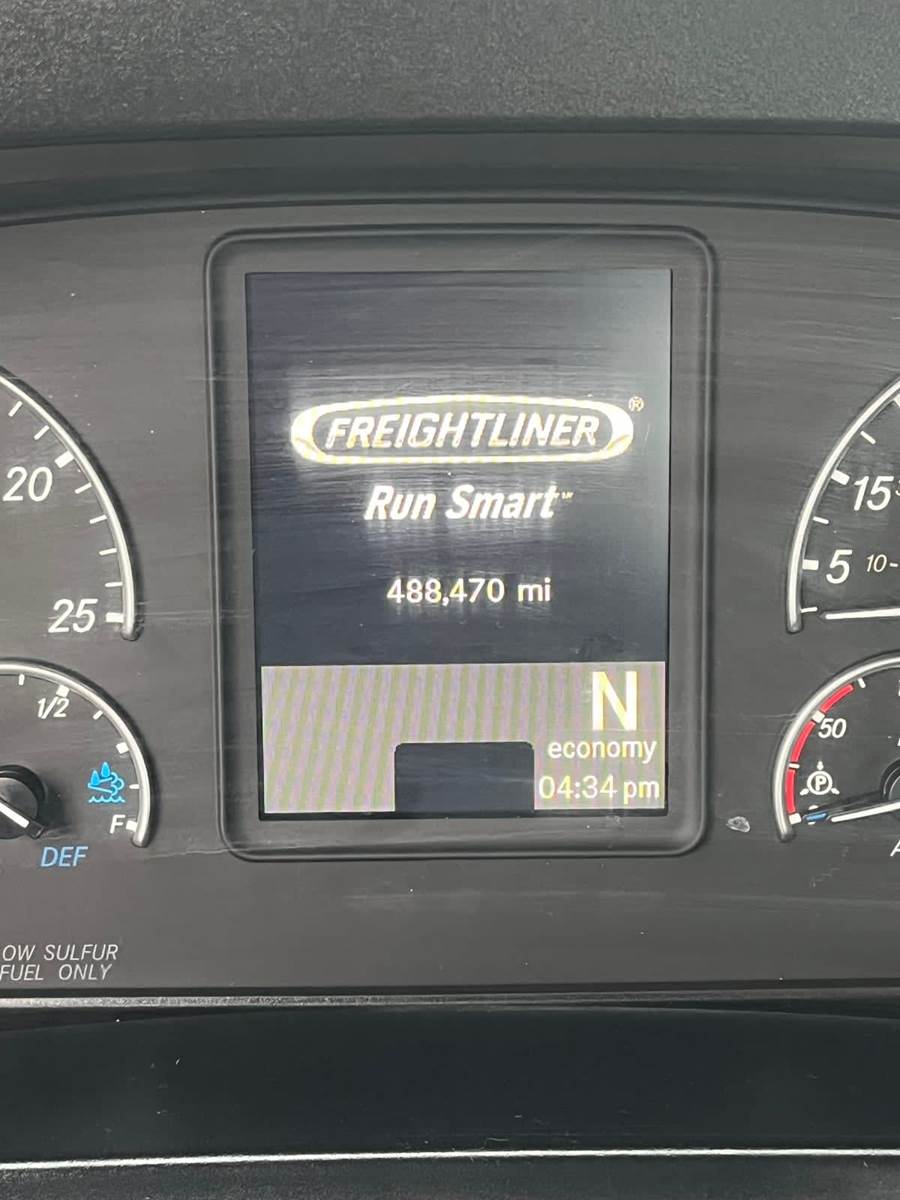 FREIGHTLINER®
Run Smart
488,470 mi
N
economy
04:34 pm
20
25
1/2
F
DEF
OW SULFUR
FUEL ONLY
15
5 10-
50
P